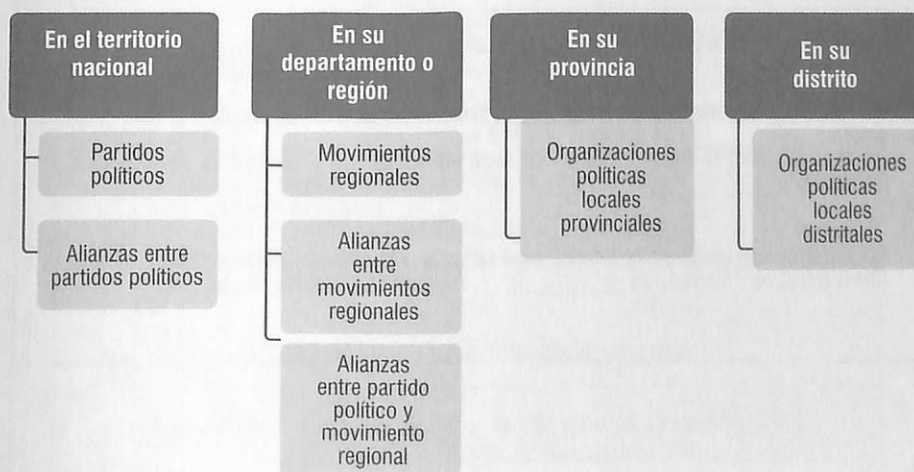 En el territorio
nacional
Partidos
políticos
Alianzas entre
partidos políticos
En su
departamento o
región
Movimientos
regionales
Alianzas
entre
movimientos
regionales
Alianzas
entre partido
político y
movimiento
regional
En su
provincia
Organizaciones
políticas
locales
provinciales
En su
distrito
Organizaciones
políticas
locales
distritales